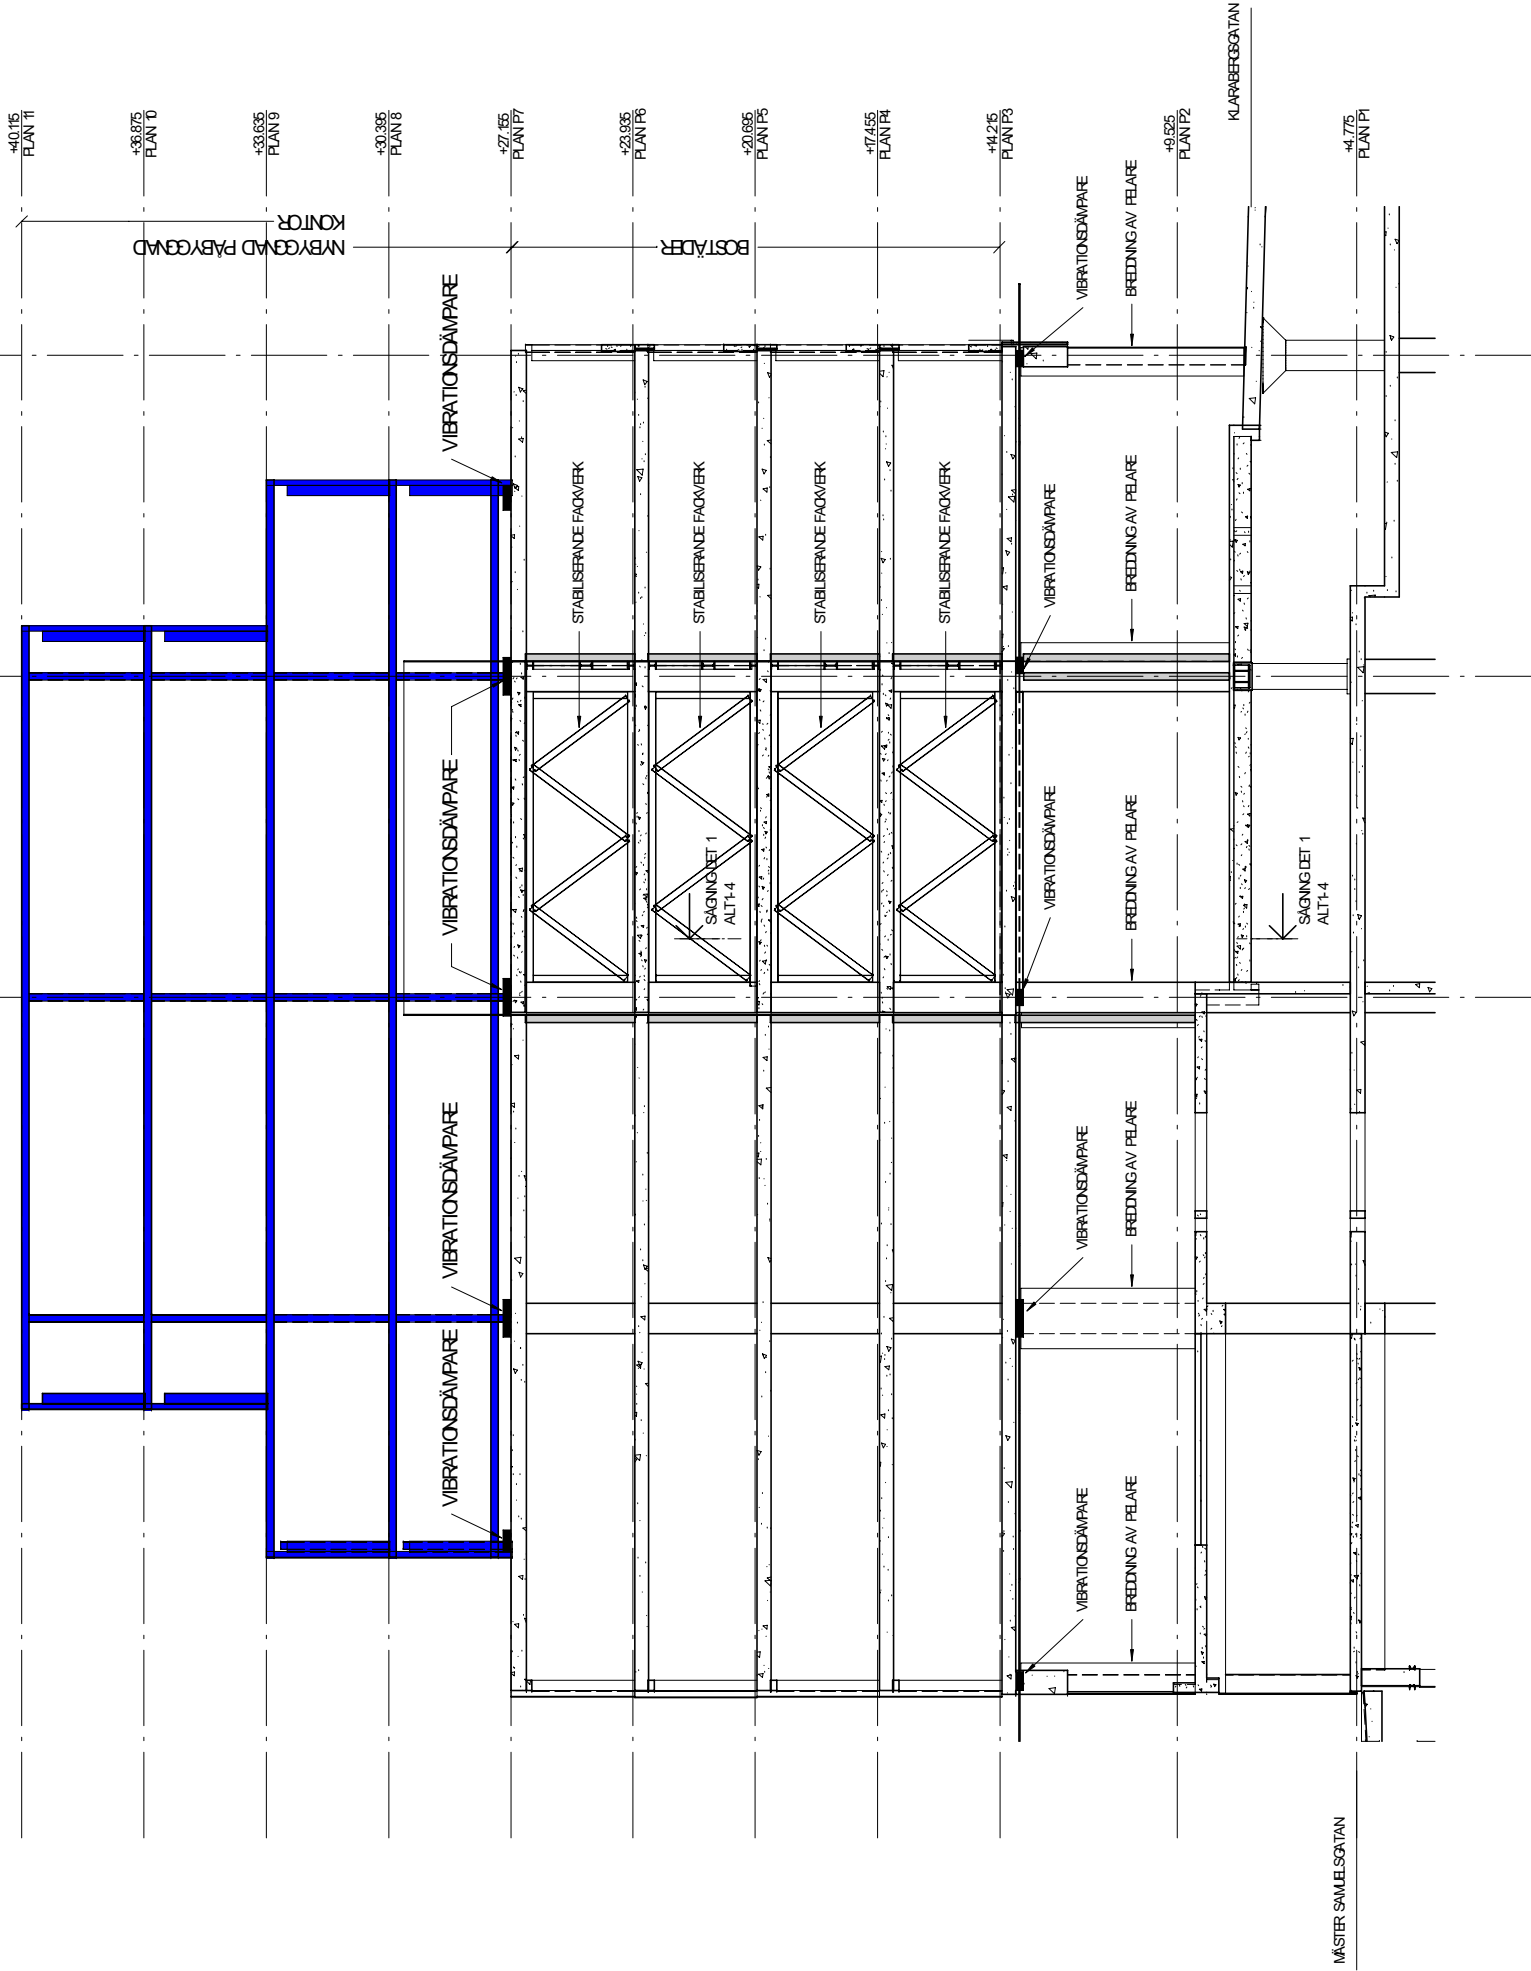 +40.115
PLAN 11
+36.875
PLAN 10
+33.635
PLAN 9
+30.395
PLAN 8
+27.155
PLAN P7
+23.935
PLAN P6
+20.695
PLAN P5
+17.455
PLAN P4
+14.215
PLAN P3
+9.525
PLAN P2
KLARABERGSGATAN
+4.775
PLAN P1
NYBYGGNAD PÅBYGGNAD
KONTOR
BOSTÄDER
VIBRATIONSDÄMPARE
VIBRATIONSDÄMPARE
VIBRATIONSDÄMPARE
VIBRATIONSDÄMPARE
STABILISERANDE FACKVERK
STABILISERANDE FACKVERK
STABILISERANDE FACKVERK
STABILISERANDE FACKVERK
SÅGNING DET 1
ALT 1-4
SÅGNING DET 1
ALT 1-4
VIBRATIONSDÄMPARE
BREDDNING AV PELARE
VIBRATIONSDÄMPARE
BREDDNING AV PELARE
VIBRATIONSDÄMPARE
BREDDNING AV PELARE
VIBRATIONSDÄMPARE
BREDDNING AV PELARE
VIBRATIONSDÄMPARE
BREDDNING AV PELARE
MÄSTER SAMUELSGATAN